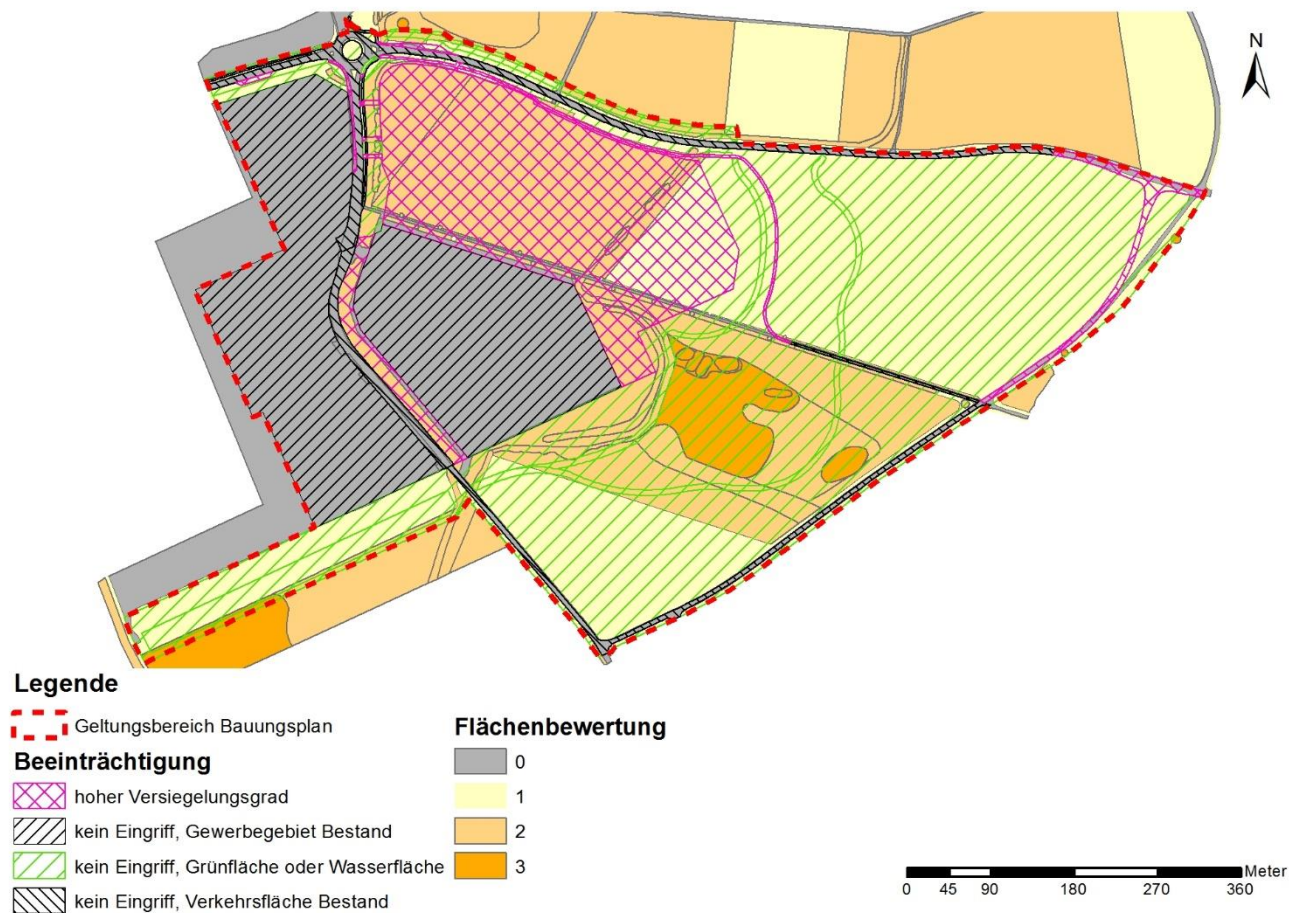 N
Legende
Geltungsbereich Bauungsplan
Beeinträchtigung
hoher Versiegelungsgrad
kein Eingriff, Gewerbegebiet Bestand
kein Eingriff, Grünfläche oder Wasserfläche
kein Eingriff, Verkehrsfläche Bestand
Flächenbewertung
0
1
2
3
Meter
0 45 90 180 270 360